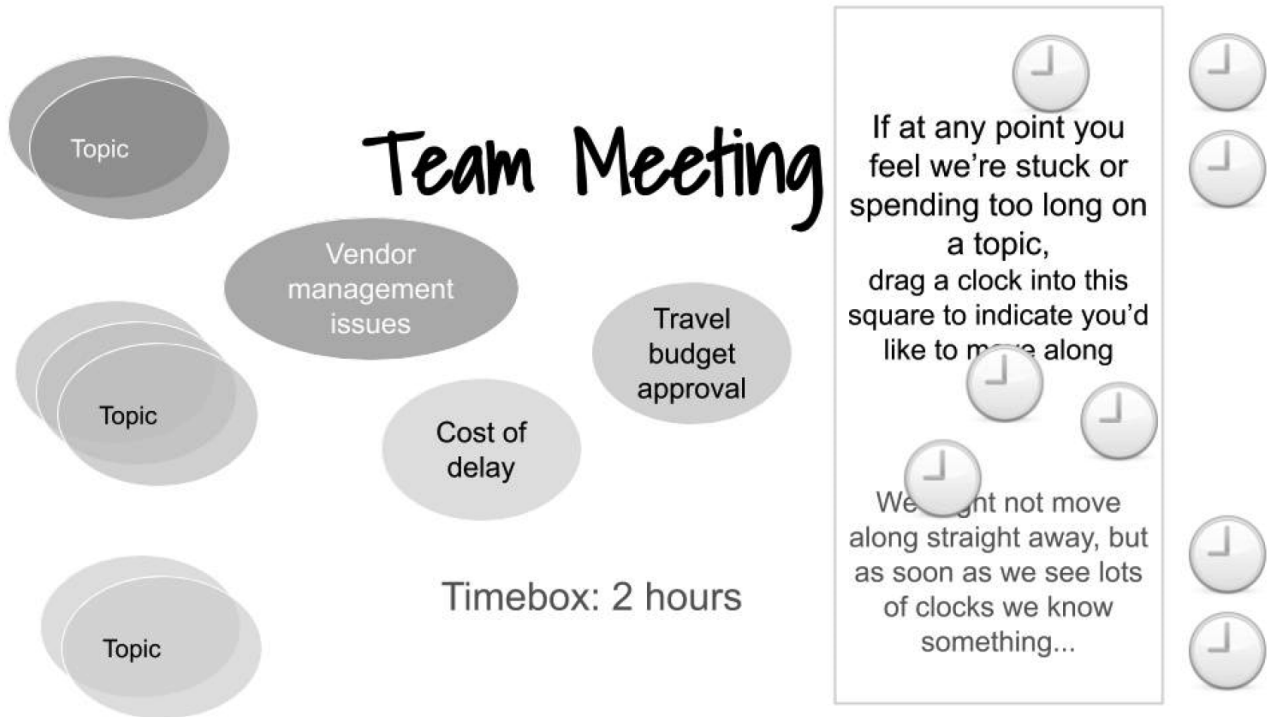 Topic
Team Meeting
Vendor
management
issues
Travel
budget
approval
Topic
Cost of
delay
Timebox: 2 hours
Topic
If at any point you
feel we're stuck or
spending too long on
a topic,
drag a clock into this
square to indicate you'd
like to move along
We not move
along straight away, but
as soon as we see lots
of clocks we know
something...